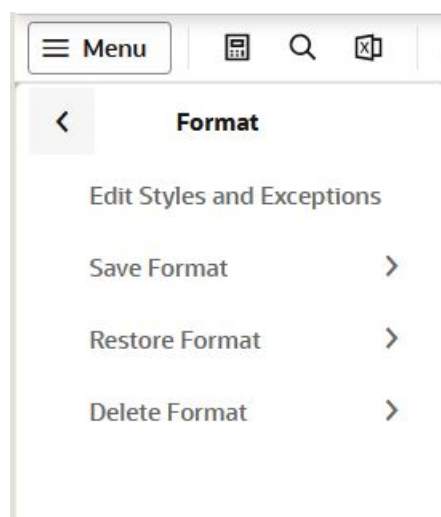 Menu
Format
Edit Styles and Exceptions
Save Format
Restore Format
Delete Format